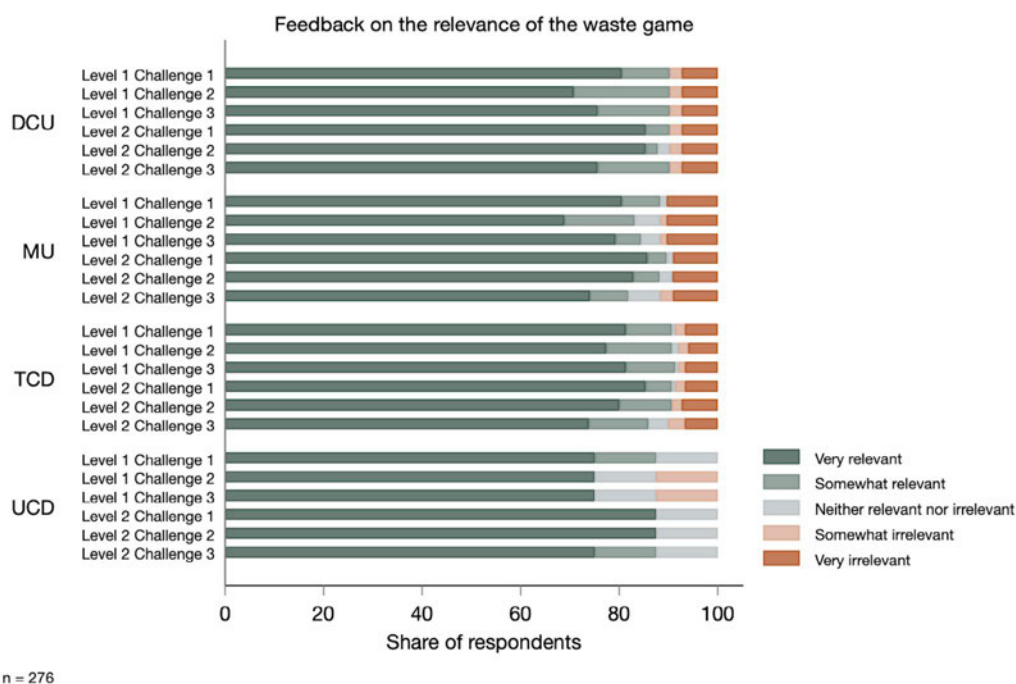 Feedback on the relevance of the waste game
DCU
Level 1 Challenge 1
Level 1 Challenge 2
Level 1 Challenge 3
Level 2 Challenge 1
Level 2 Challenge 2
Level 2 Challenge 3
MU
Level 1 Challenge 1
Level 1 Challenge 2
Level 1 Challenge 3
Level 2 Challenge 1
Level 2 Challenge 2
Level 2 Challenge 3
TCD
Level 1 Challenge 1
Level 1 Challenge 2
Level 1 Challenge 3
Level 2 Challenge 1
Level 2 Challenge 2
Level 2 Challenge 3
UCD
Level 1 Challenge 1
Level 1 Challenge 2
Level 1 Challenge 3
Level 2 Challenge 1
Level 2 Challenge 2
Level 2 Challenge 3
Very relevant
Somewhat relevant
Neither relevant nor irrelevant
Somewhat irrelevant
Very irrelevant
0 20 40 60 80 100
Share of respondents
n = 276